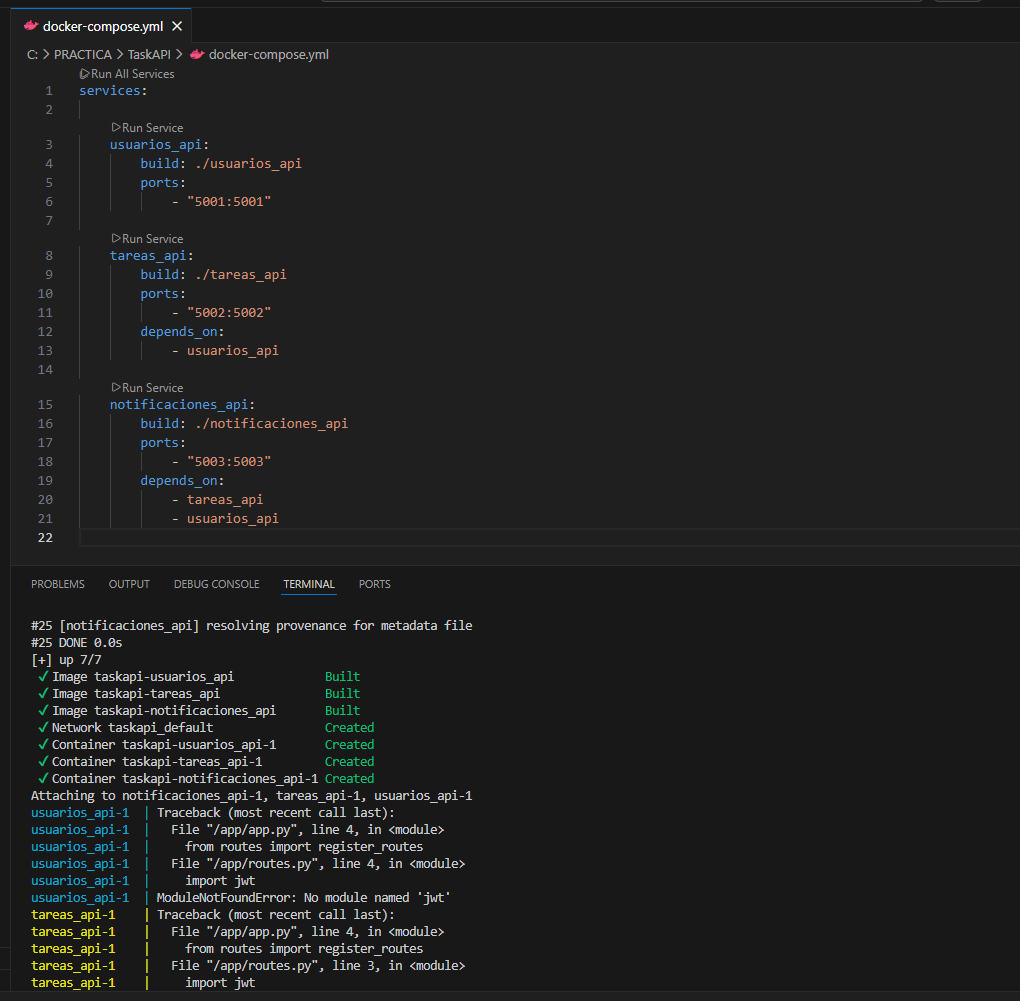 docker-compose.yml
C: > PRACTICA > TaskAPI > docker-compose.yml
Run All Services
1 services:
2
Run Service
3 usuarios_api:
4 build: ./usuarios_api
5 ports:
6 - "5001:5001"
7
Run Service
8 tareas_api:
9 build: ./tareas_api
10 ports:
11 - "5002:5002"
12 depends_on:
13 - usuarios_api
14
Run Service
15 notificaciones_api:
16 build: ./notificaciones_api
17 ports:
18 - "5003:5003"
19 depends_on:
20 - tareas_api
21 - usuarios_api
22
PROBLEMS OUTPUT DEBUG CONSOLE TERMINAL PORTS
#25 [notificaciones_api] resolving provenance for metadata file
#25 DONE 0.0s
[+] up 7/7
✓ Image taskapi-usuarios_api Built
✓ Image taskapi-tareas_api Built
✓ Image taskapi-notificaciones_api Built
✓ Network taskapi_default Created
✓ Container taskapi-usuarios_api-1 Created
✓ Container taskapi-tareas_api-1 Created
✓ Container taskapi-notificaciones_api-1 Created
Attaching to notificaciones_api-1, tareas_api-1, usuarios_api-1
usuarios_api-1 | Traceback (most recent call last):
usuarios_api-1 | File "/app/app.py", line 4, in <module>
usuarios_api-1 | from routes import register_routes
usuarios_api-1 | File "/app/routes.py", line 4, in <module>
usuarios_api-1 | import jwt
usuarios_api-1 | ModuleNotFoundError: No module named 'jwt'
tareas_api-1 | Traceback (most recent call last):
tareas_api-1 | File "/app/app.py", line 4, in <module>
tareas_api-1 | from routes import register_routes
tareas_api-1 | File "/app/routes.py", line 3, in <module>
tareas_api-1 | import jwt